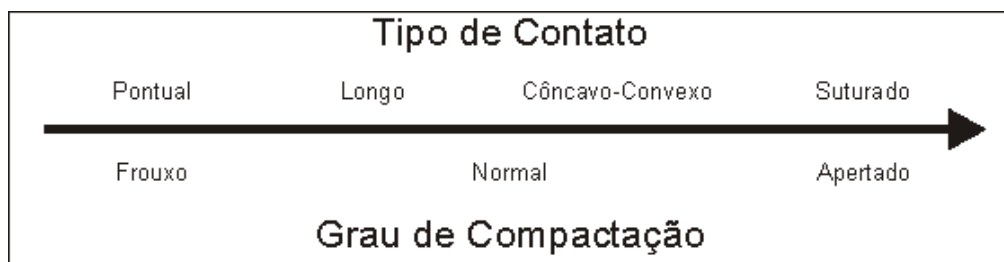 Tipo de Contato
Pontual Longo Côncavo-Convexo Suturado
Frouxo Normal Apertado
Grau de Compactação